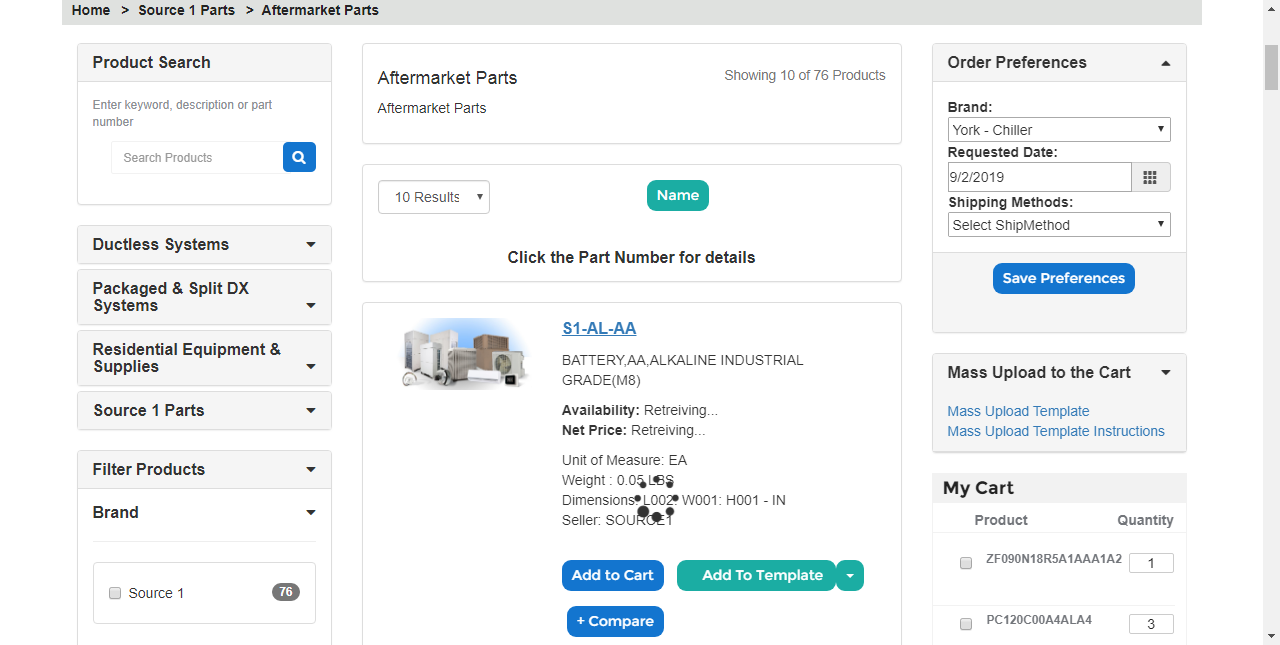 Home > Source 1 Parts > Aftermarket Parts
Product Search
Enter keyword, description or part
number
Search Products
Ductless Systems
Packaged & Split DX
Systems
Residential Equipment &
Supplies
Source 1 Parts
Filter Products
Brand
Source 1
76
Aftermarket Parts
Showing 10 of 76 Products
Aftermarket Parts
10 Results
Name
Click the Part Number for details
S1-AL-AA
BATTERY,AA,ALKALINE INDUSTRIAL
GRADE(M8)
Availability: Retreiving...
Net Price: Retreiving...
Unit of Measure: EA
Weight : 0.05 LBS
Dimensions: L002: W001: H001 - IN
Seller: SOURCE1
Add to Cart
Add To Template
+ Compare
Order Preferences
Brand:
York - Chiller
Requested Date:
9/2/2019
Shipping Methods:
Select ShipMethod
Save Preferences
Mass Upload to the Cart
Mass Upload Template
Mass Upload Template Instructions
My Cart
Product Quantity
ZF090N18R5A1AAA1A2 1
PC120C00A4ALA4 3